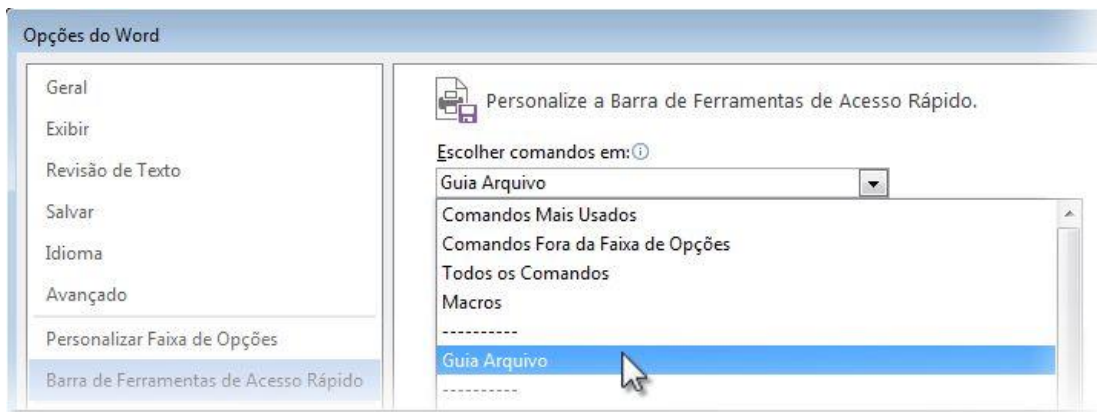 Opções do Word
Geral
Exibir
Revisão de Texto
Salvar
Idioma
Avançado
Personalizar Faixa de Opções
Barra de Ferramentas de Acesso Rápido
Personalize a Barra de Ferramentas de Acesso Rápido.
Escolher comandos em:
Guia Arquivo
Comandos Mais Usados
Comandos Fora da Faixa de Opções
Todos os Comandos
Macros
----------
Guia Arquivo
----------